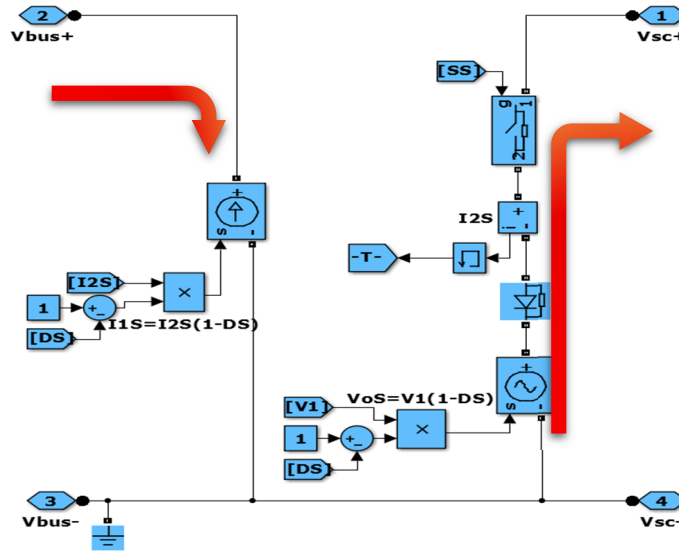 2
Vbus+
1
Vsc+
[SS]
g
1
2
+
-
s
I2S
+
-
i
-T-
[I2S]
1
+
-
×
[DS]
I1S=I2S(1-DS)
+
-
s
VoS=V1(1-DS)
[V1]
1
+
-
×
[DS]
3
Vbus-
4
Vsc-